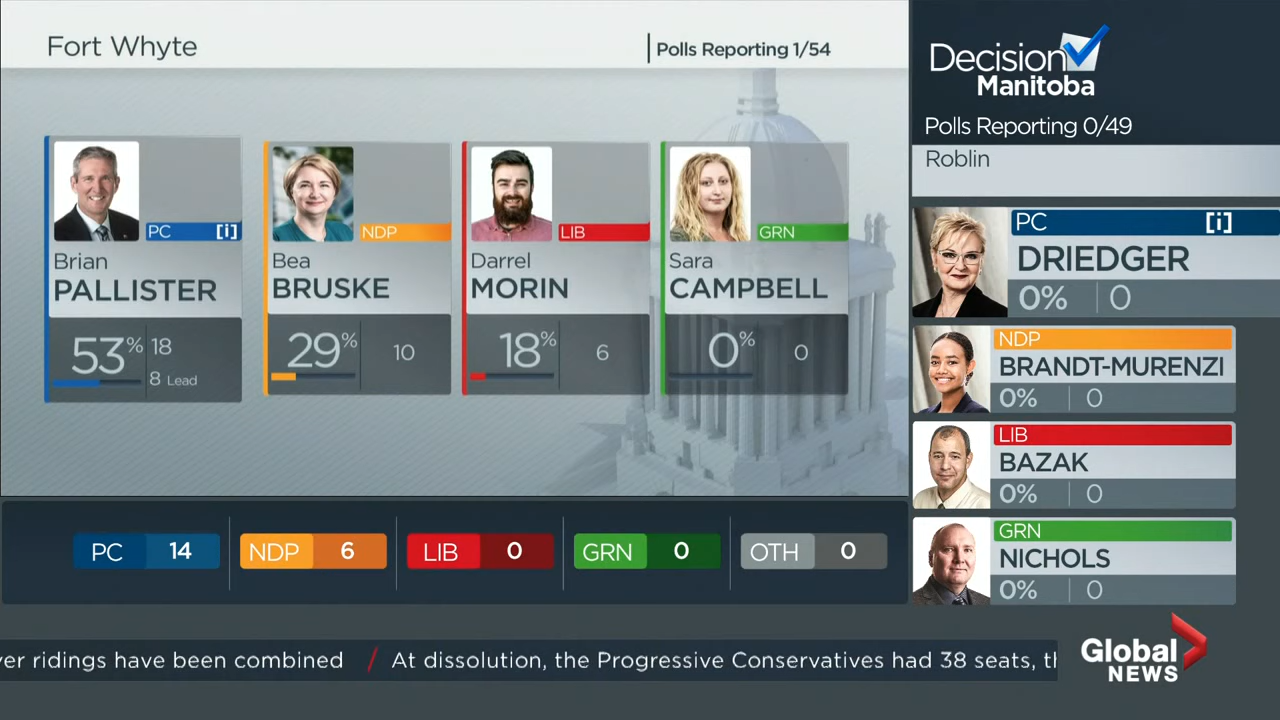 Fort Whyte
Polls Reporting 1/54
PC [i]
Brian
PALLISTER
53% 18
8 Lead
NDP
Bea
BRUSKE
29% 10
LIB
Darrel
MORIN
18% 6
GRN
Sara
CAMPBELL
0% 0
PC 14
NDP 6
LIB 0
GRN 0
OTH 0
Decision
Manitoba
Polls Reporting 0/49
Roblin
PC [i]
DRIEDGER
0% 0
NDP
BRANDT-MURENZI
0% 0
LIB
BAZAK
0% 0
GRN
NICHOLS
0% 0
ver ridings have been combined / At dissolution, the Progressive Conservatives had 38 seats, th
Global
NEWS